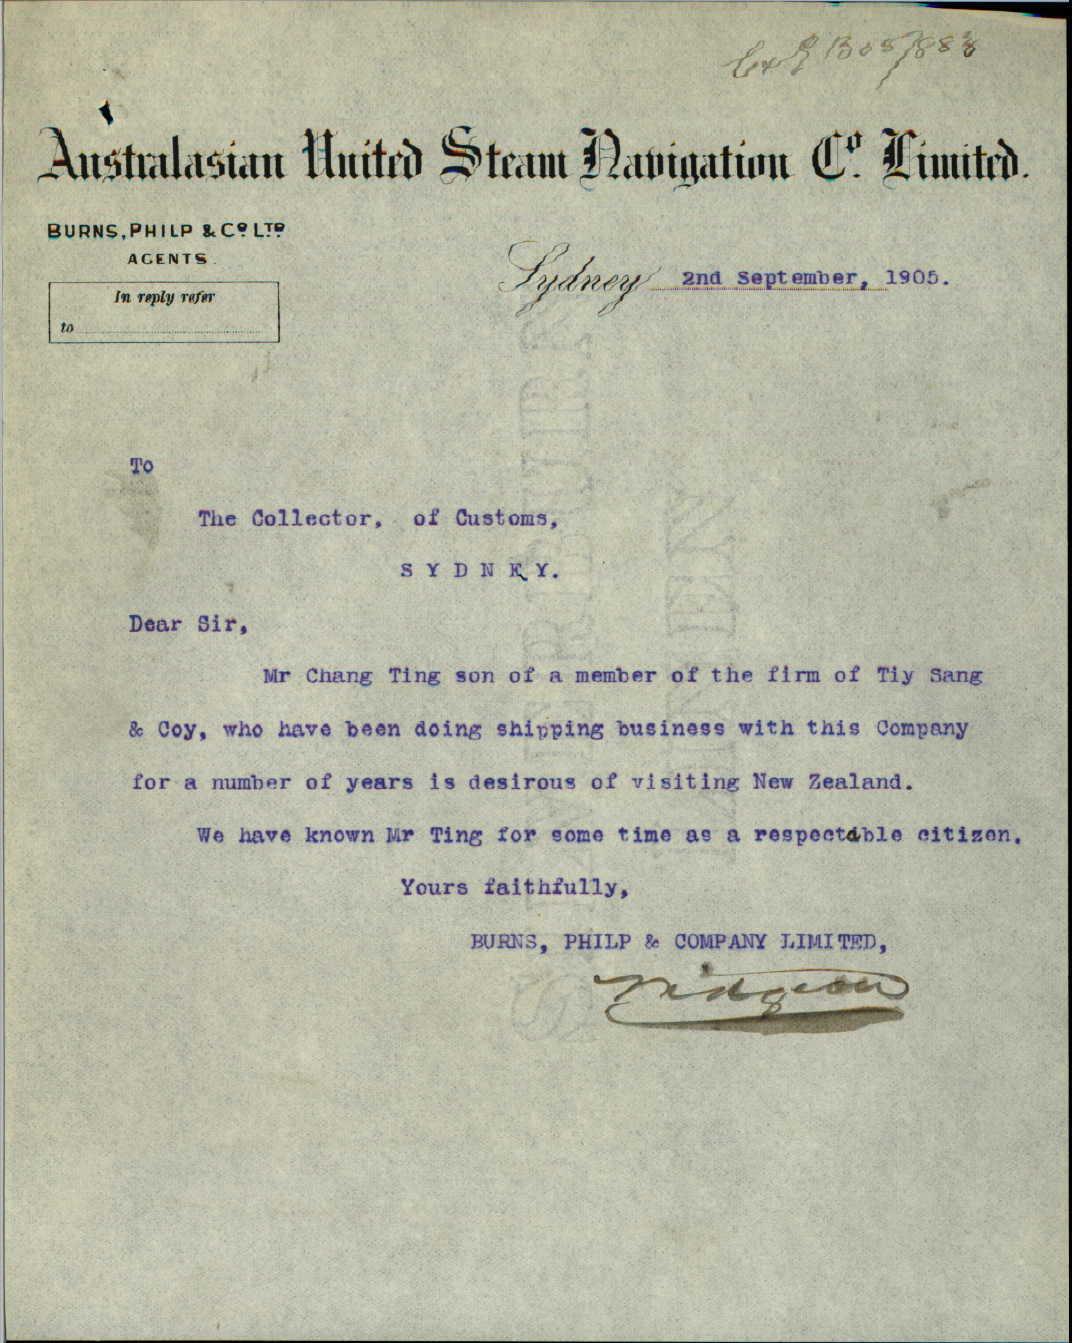 Australasian United Steam Navigation Co. Limited.
BURNS, PHILP & Co LTD
AGENTS.
In reply refer
to
Sydney 2nd September, 1905.
To
The Collector, of Customs,
S Y D N E Y.
Dear Sir,
Mr Chang Ting son of a member of the firm of Tiy Sang
& Coy, who have been doing shipping business with this Company
for a number of years is desirous of visiting New Zealand.
We have known Mr Ting for some time as a respectable citizen.
Yours faithfully,
BURNS, PHILP & COMPANY LIMITED,